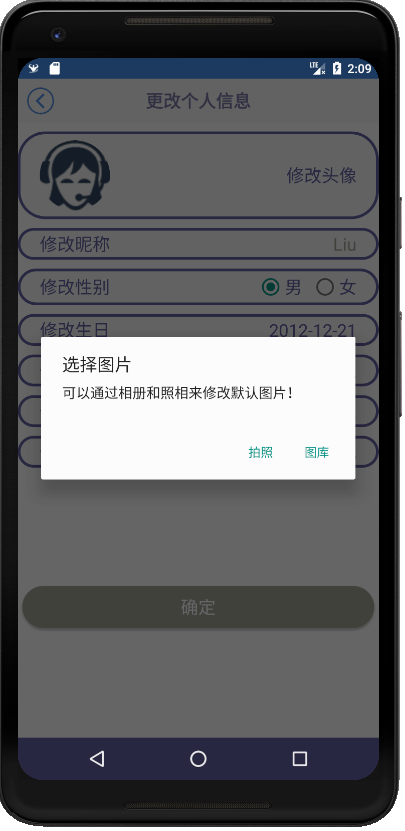 LTE 2:09
更改个人信息
修改头像
修改昵称 Liu
修改性别 男 女
修改生日 2012-12-21
选择图片
可以通过相册和照相来修改默认图片！
拍照 图库
确定